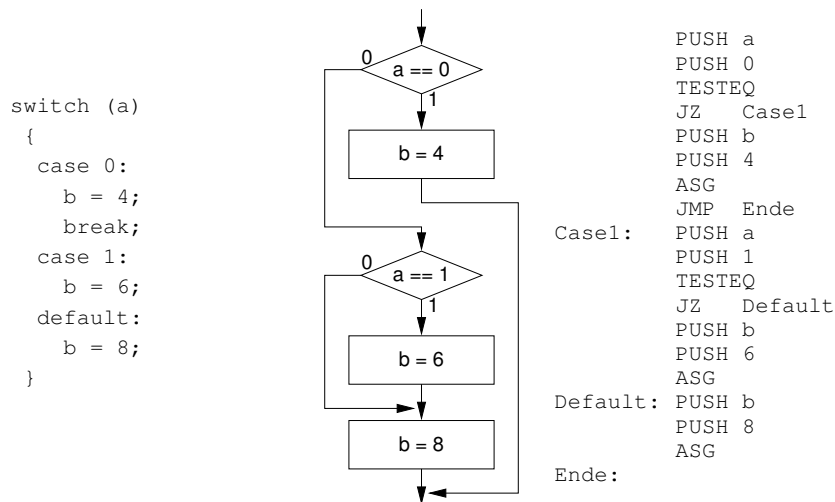 switch (a)
{
case 0:
b = 4;
break;
case 1:
b = 6;
default:
b = 8;
}
0
a == 0
1
b = 4
0
a == 1
1
b = 6
b = 8
PUSH a
PUSH 0
TESTEQ
JZ Case1
PUSH b
PUSH 4
ASG
JMP Ende
Case1: PUSH a
PUSH 1
TESTEQ
JZ Default
PUSH b
PUSH 6
ASG
Default: PUSH b
PUSH 8
ASG
Ende: